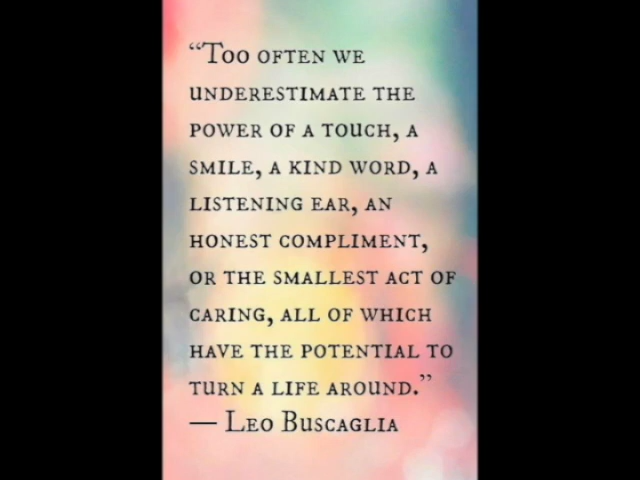 “Too often we
underestimate the
power of a touch, a
smile, a kind word, a
listening ear, an
honest compliment,
or the smallest act of
caring, all of which
have the potential to
turn a life around.”
— Leo Buscaglia